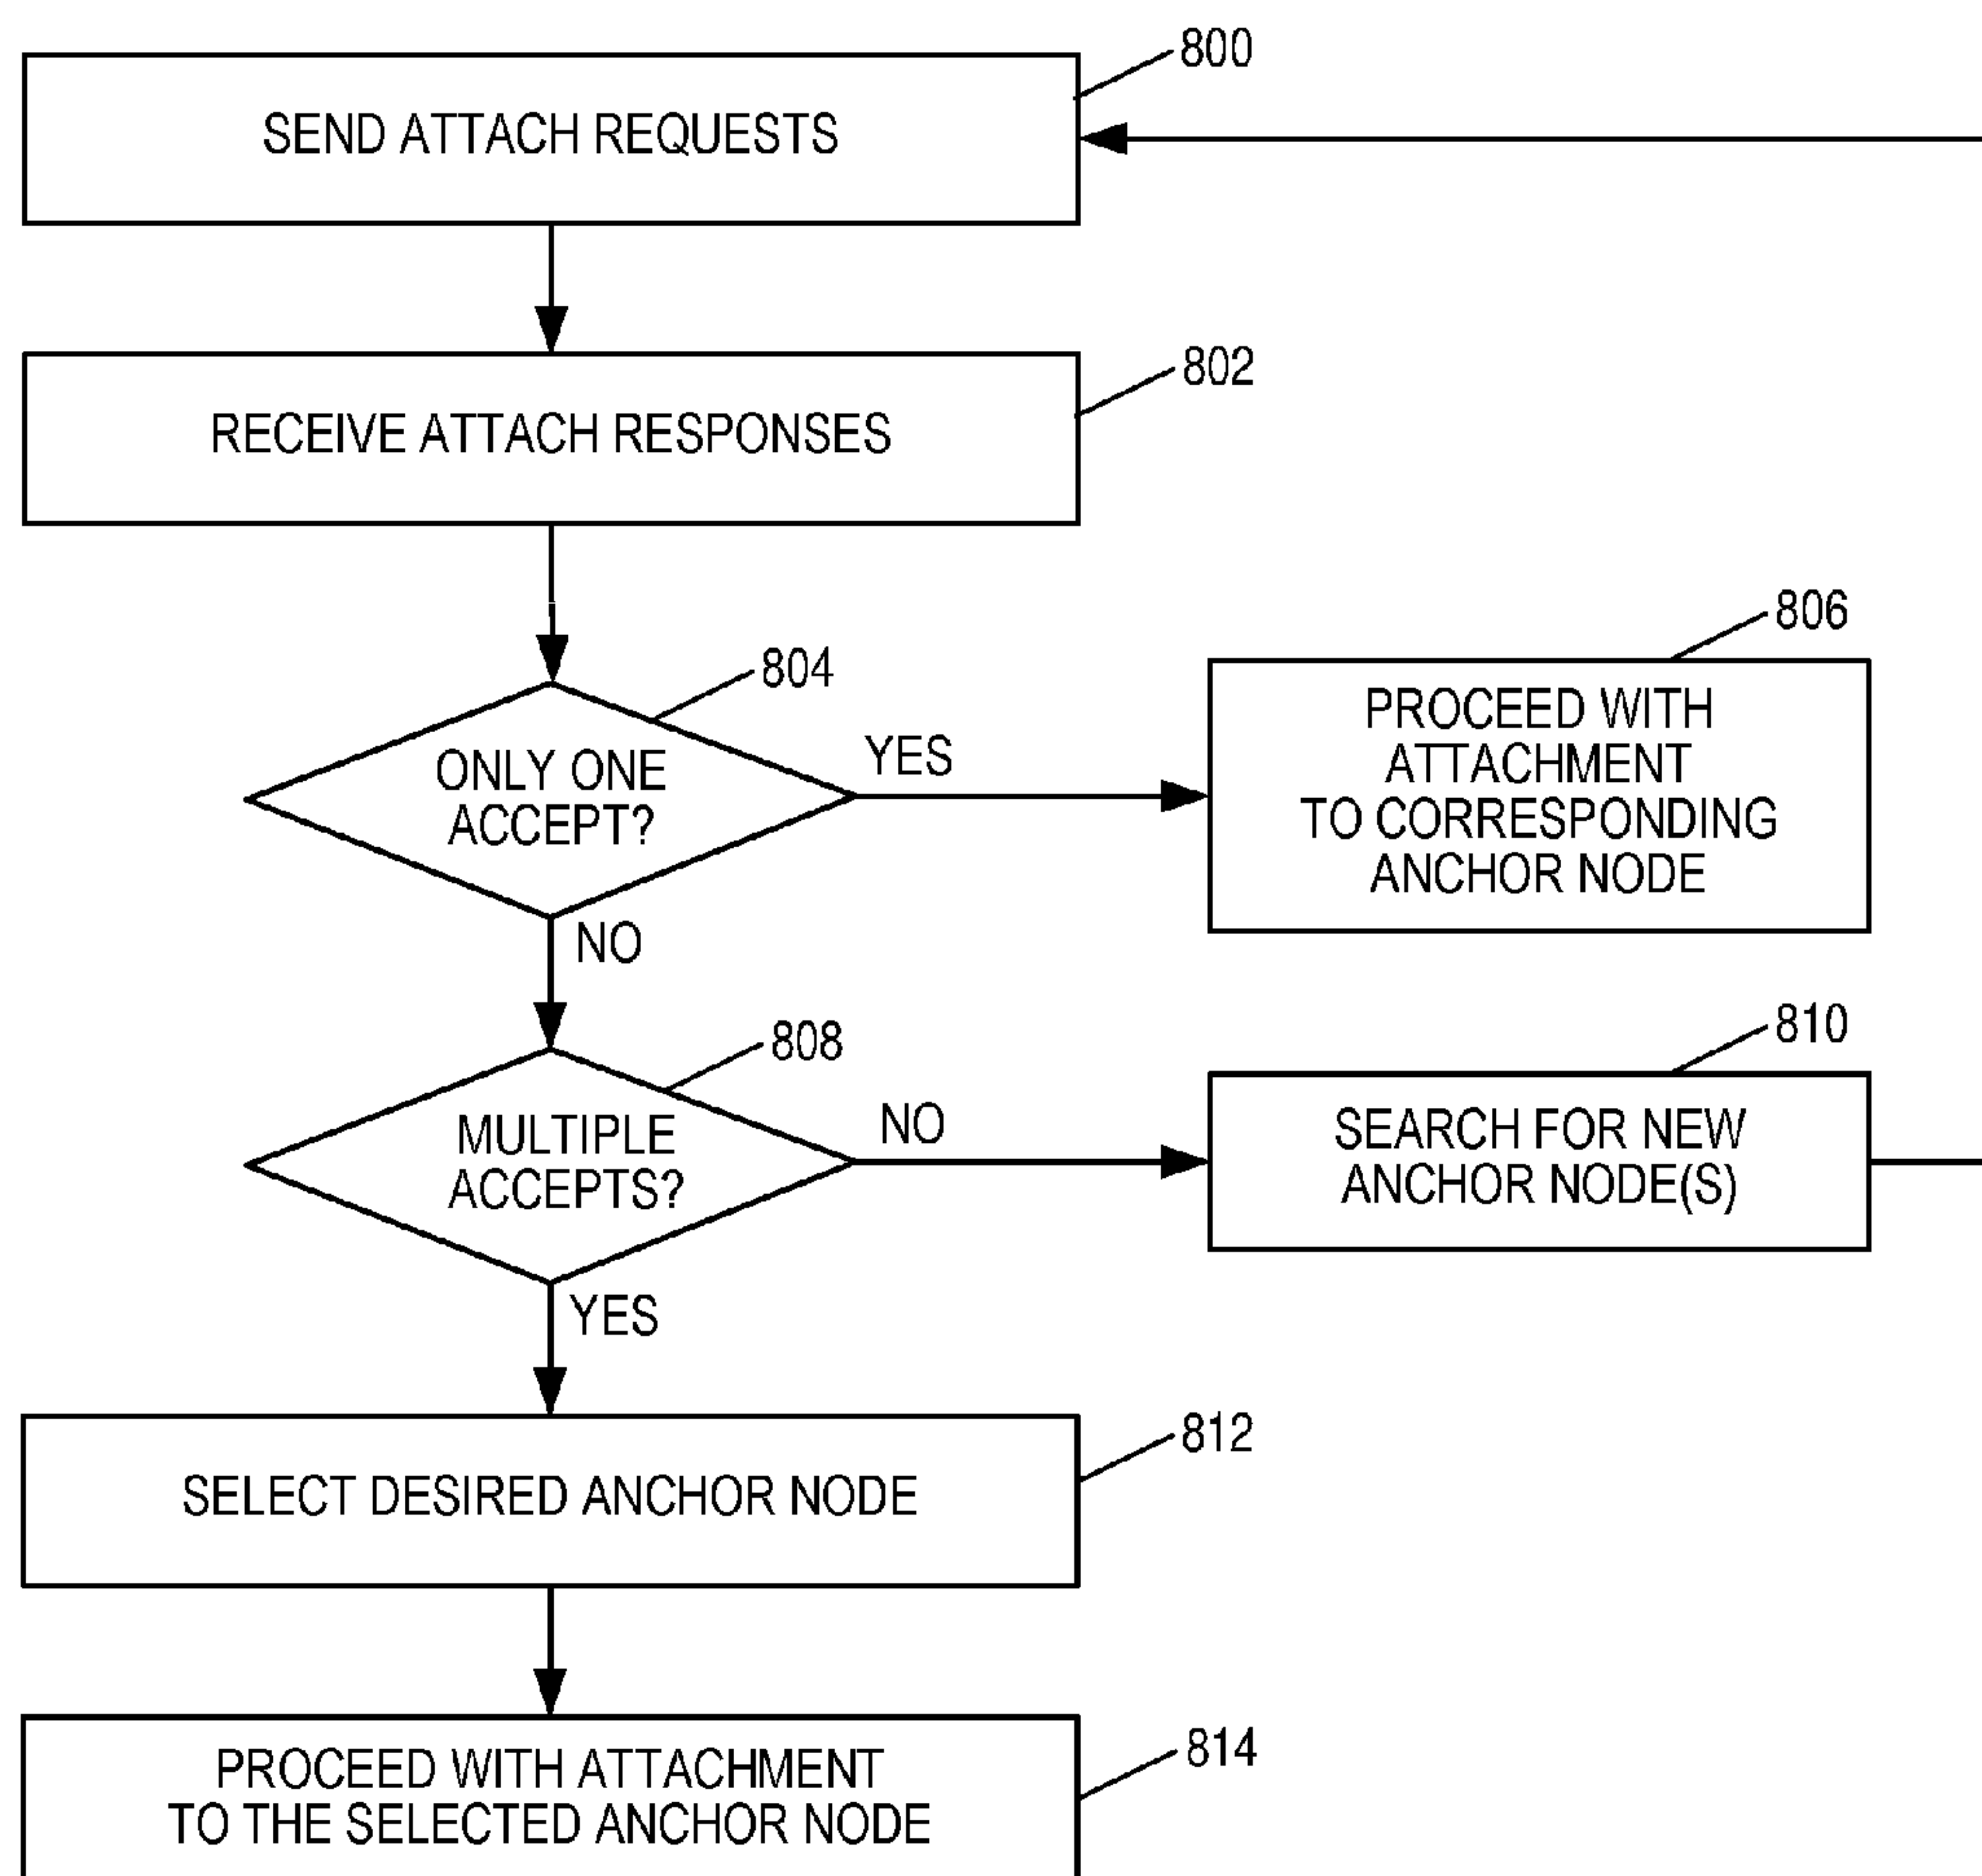 800
SEND ATTACH REQUESTS
802
RECEIVE ATTACH RESPONSES
804
ONLY ONE
ACCEPT?
YES
NO
806
PROCEED WITH
ATTACHMENT
TO CORRESPONDING
ANCHOR NODE
808
MULTIPLE
ACCEPTS?
NO
YES
810
SEARCH FOR NEW
ANCHOR NODE(S)
812
SELECT DESIRED ANCHOR NODE
814
PROCEED WITH ATTACHMENT
TO THE SELECTED ANCHOR NODE